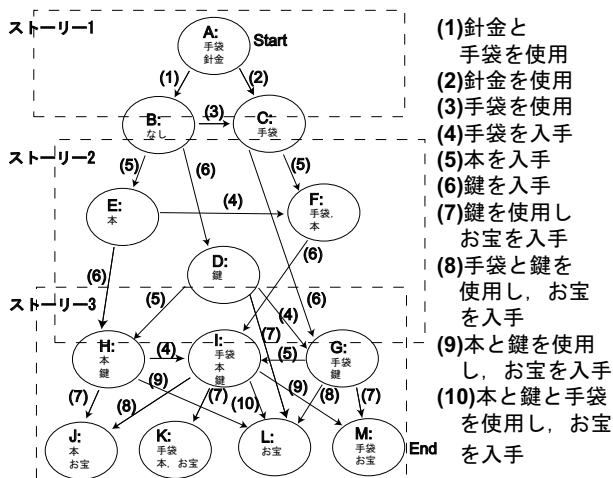 ストーリー1
A:
手袋
針金
Start
(1)
(2)
B:
なし
(3)
C:
手袋
ストーリー2
(5)
(6)
(5)
E:
本
(4)
F:
手袋,
本
(6)
D:
鍵
(6)
(6)
ストーリー3
(5)
(7)
(4)
H:
本
鍵
(4)
I:
手袋
本
鍵
(5)
G:
手袋
鍵
(7)
(9)
(8)
(7)
(10)
(9)
(8)
(7)
J:
本
お宝
K:
手袋
本, お宝
L:
お宝
M:
手袋
お宝
End
(1)針金と
手袋を使用
(2)針金を使用
(3)手袋を使用
(4)手袋を入手
(5)本を入手
(6)鍵を入手
(7)鍵を使用し
お宝を入手
(8)手袋と鍵を
使用し，お宝
を入手
(9)本と鍵を使用
し，お宝を入手
(10)本と鍵と手袋
を使用し，お宝
を入手